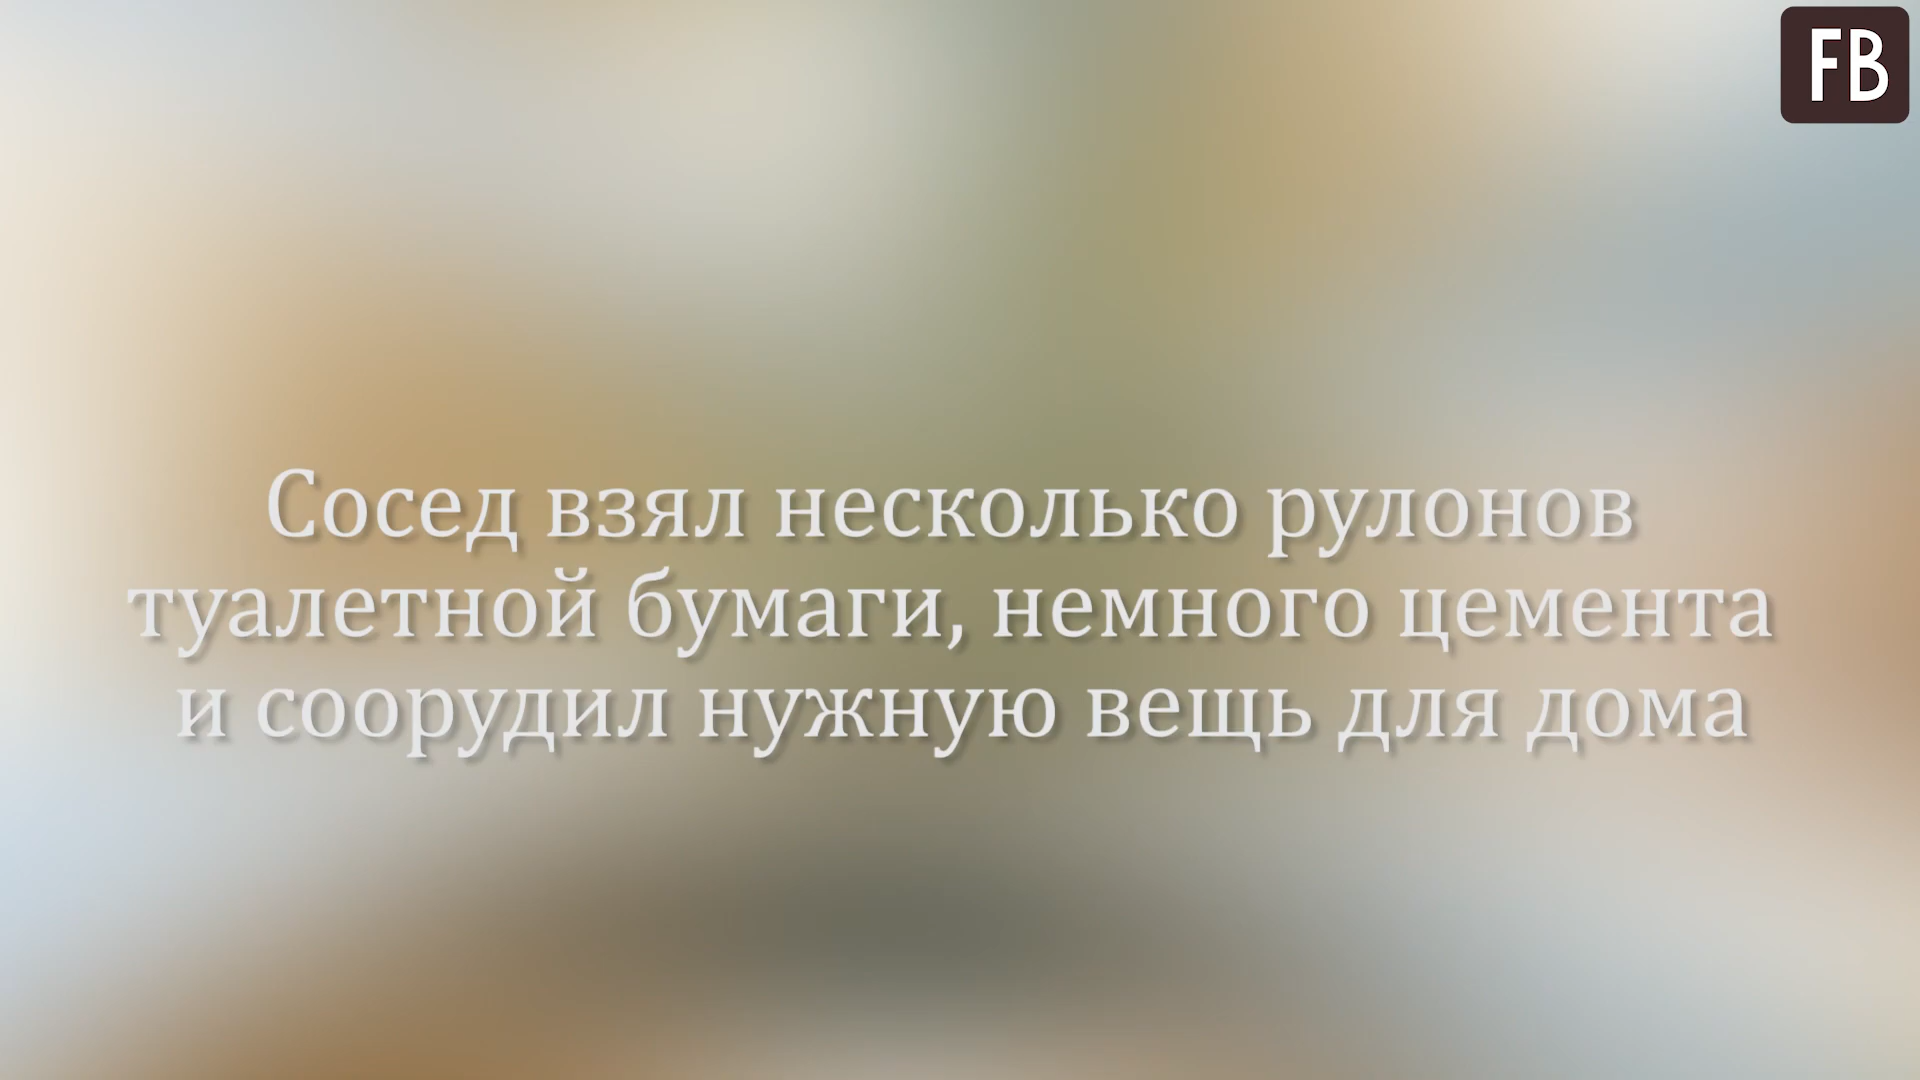 FB
Сосед взял несколько рулонов
туалетной бумаги, немного цемента
и соорудил нужную вещь для дома